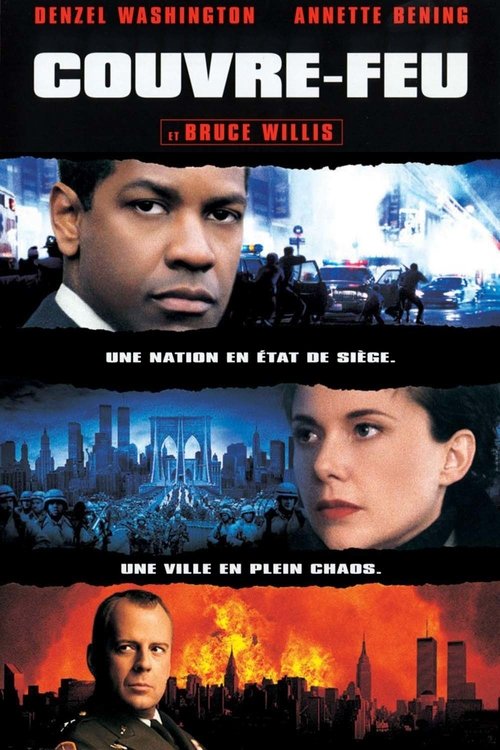 DENZEL WASHINGTON ANNETTE BENING
COUVRE-FEU
ET BRUCE WILLIS
UNE NATION EN ÉTAT DE SIÈGE.
UNE VILLE EN PLEIN CHAOS.